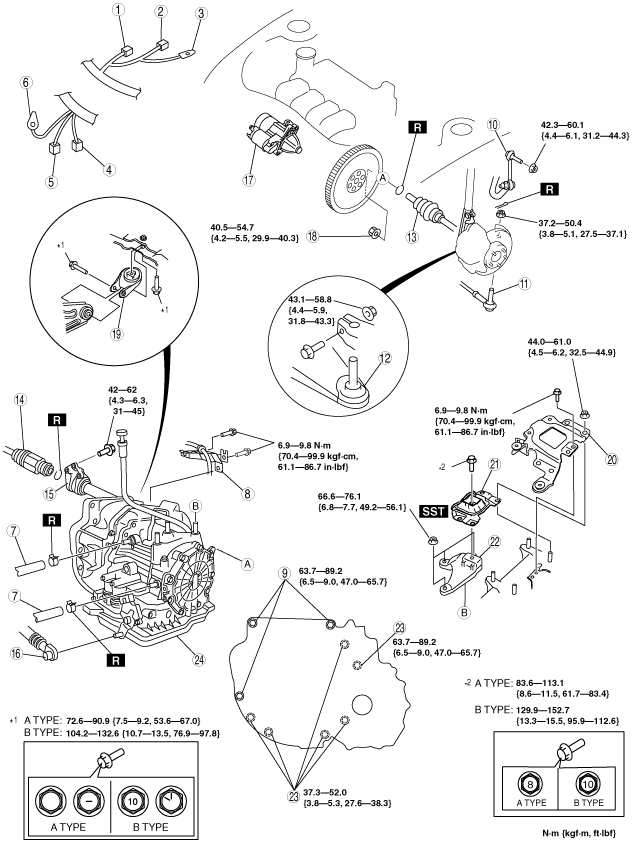 1
2
3
6
5
4
17
A
R
10
42.3—60.1
{4.4—6.1, 31.2—44.3}
R
37.2—50.4
{3.8—5.1, 27.5—37.1}
40.5—54.7
{4.2—5.5, 29.9—40.3}
18
13
11
*1
*1
19
43.1—58.8
{4.4—5.9,
31.8—43.3}
12
44.0—61.0
{4.5—6.2, 32.5—44.9}
14
R
42—62
{4.3—6.3,
31—45}
15
6.9—9.8 N·m
{70.4—99.9 kgf·cm,
61.1—86.7 in·lbf}
8
6.9—9.8 N·m
{70.4—99.9 kgf·cm,
61.1—86.7 in·lbf}
20
*2
21
66.6—76.1
{6.8—7.7, 49.2—56.1}
SST
22
B
B
7
R
A
7
R
16
24
9
63.7—89.2
{6.5—9.0, 47.0—65.7}
23
63.7—89.2
{6.5—9.0, 47.0—65.7}
23
37.3—52.0
{3.8—5.3, 27.6—38.3}
*1 A TYPE: 72.6—90.9 {7.5—9.2, 53.6—67.0}
B TYPE: 104.2—132.6 {10.7—13.5, 76.9—97.8}
10
A TYPE
B TYPE
*2 A TYPE: 83.6—113.1
{8.6—11.5, 61.7—83.4}
B TYPE: 129.9—152.7
{13.3—15.5, 95.9—112.6}
8
10
A TYPE
B TYPE
N·m {kgf·m, ft·lbf}